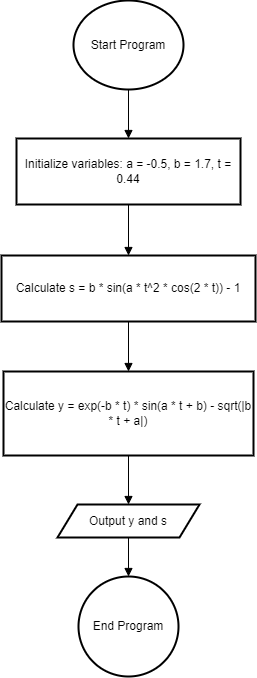 Start Program
Initialize variables: a = -0.5, b = 1.7, t =
0.44
Calculate s = b * sin(a * t^2 * cos(2 * t)) - 1
Calculate y = exp(-b * t) * sin(a * t + b) - sqrt(|b
* t + a|)
Output y and s
End Program